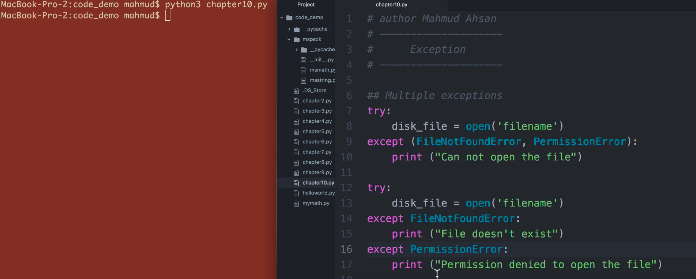 MacBook-Pro-2:code_demo mahmud$ python3 chapter10.py
MacBook-Pro-2:code_demo mahmud$
Project
code_demo
__pycache__
mspack
__pycache__
__init__.py
msmath.py
mastring.py
.DS_Store
chapter2.py
chapter3.py
chapter4.py
chapter5.py
chapter6.py
chapter7.py
chapter8.py
chapter9.py
chapter10.py
helloworld.py
mymath.py
chapter10.py
1 # author Mahmud Ahsan
2 # --------------------
3 #      Exception
4 # --------------------
5
6 ## Multiple exceptions
7 try:
8     disk_file = open('filename')
9 except (FileNotFoundError, PermissionError):
10     print ("Can not open the file")
11
12 try:
13     disk_file = open('filename')
14 except FileNotFoundError:
15     print ("File doesn't exist")
16 except PermissionError:
17     print ("Permission denied to open the file")